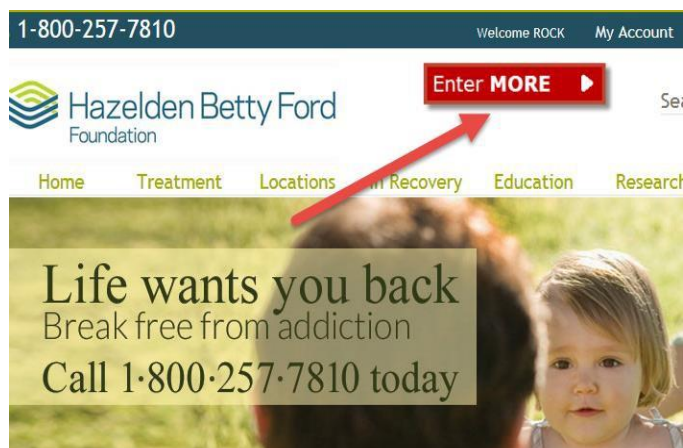 1-800-257-7810
Welcome ROCK
My Account
Enter MORE
Hazelden Betty Ford
Foundation
Home Treatment Locations In Recovery Education Research
Life wants you back
Break free from addiction
Call 1·800·257·7810 today